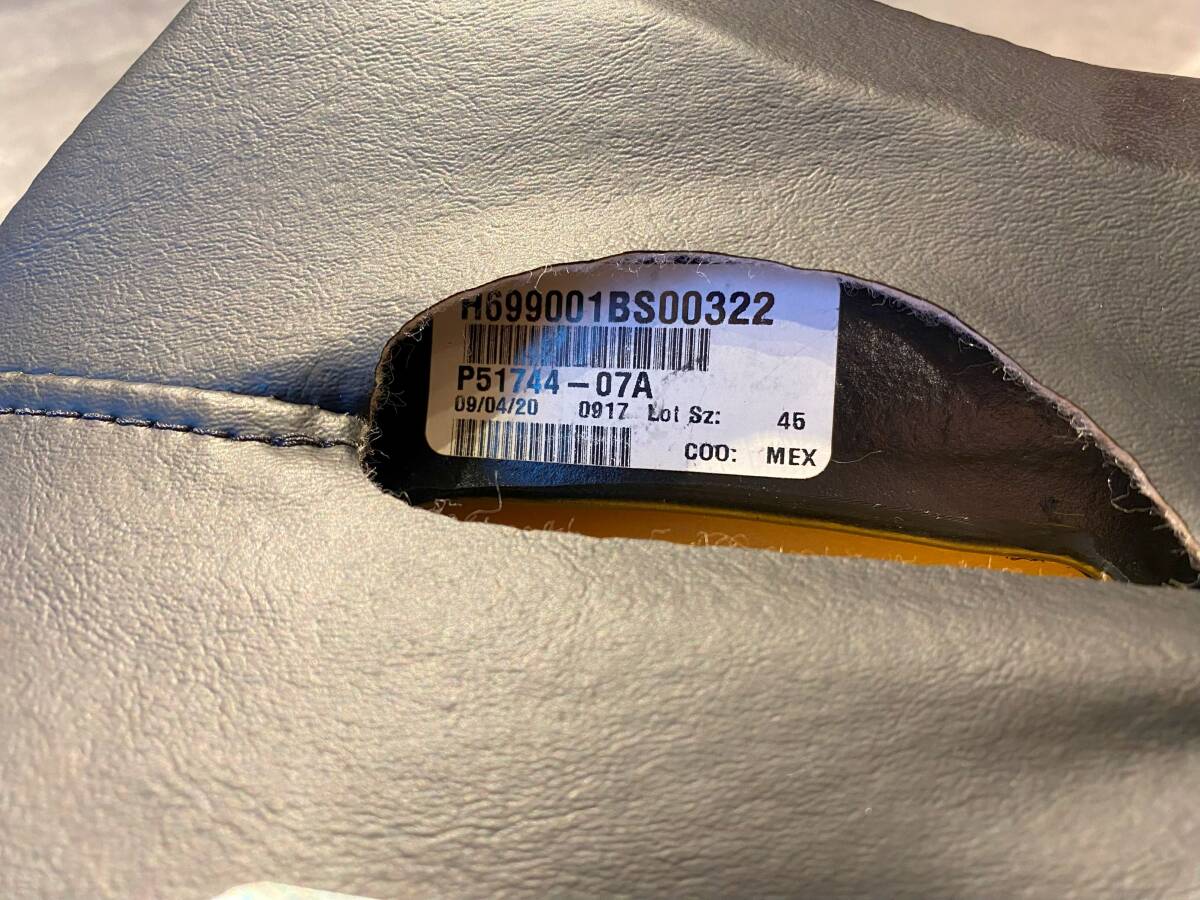 H699001BS00322
P51744-07A
09/04/20 0917 Lot Sz: 45
COO: MEX